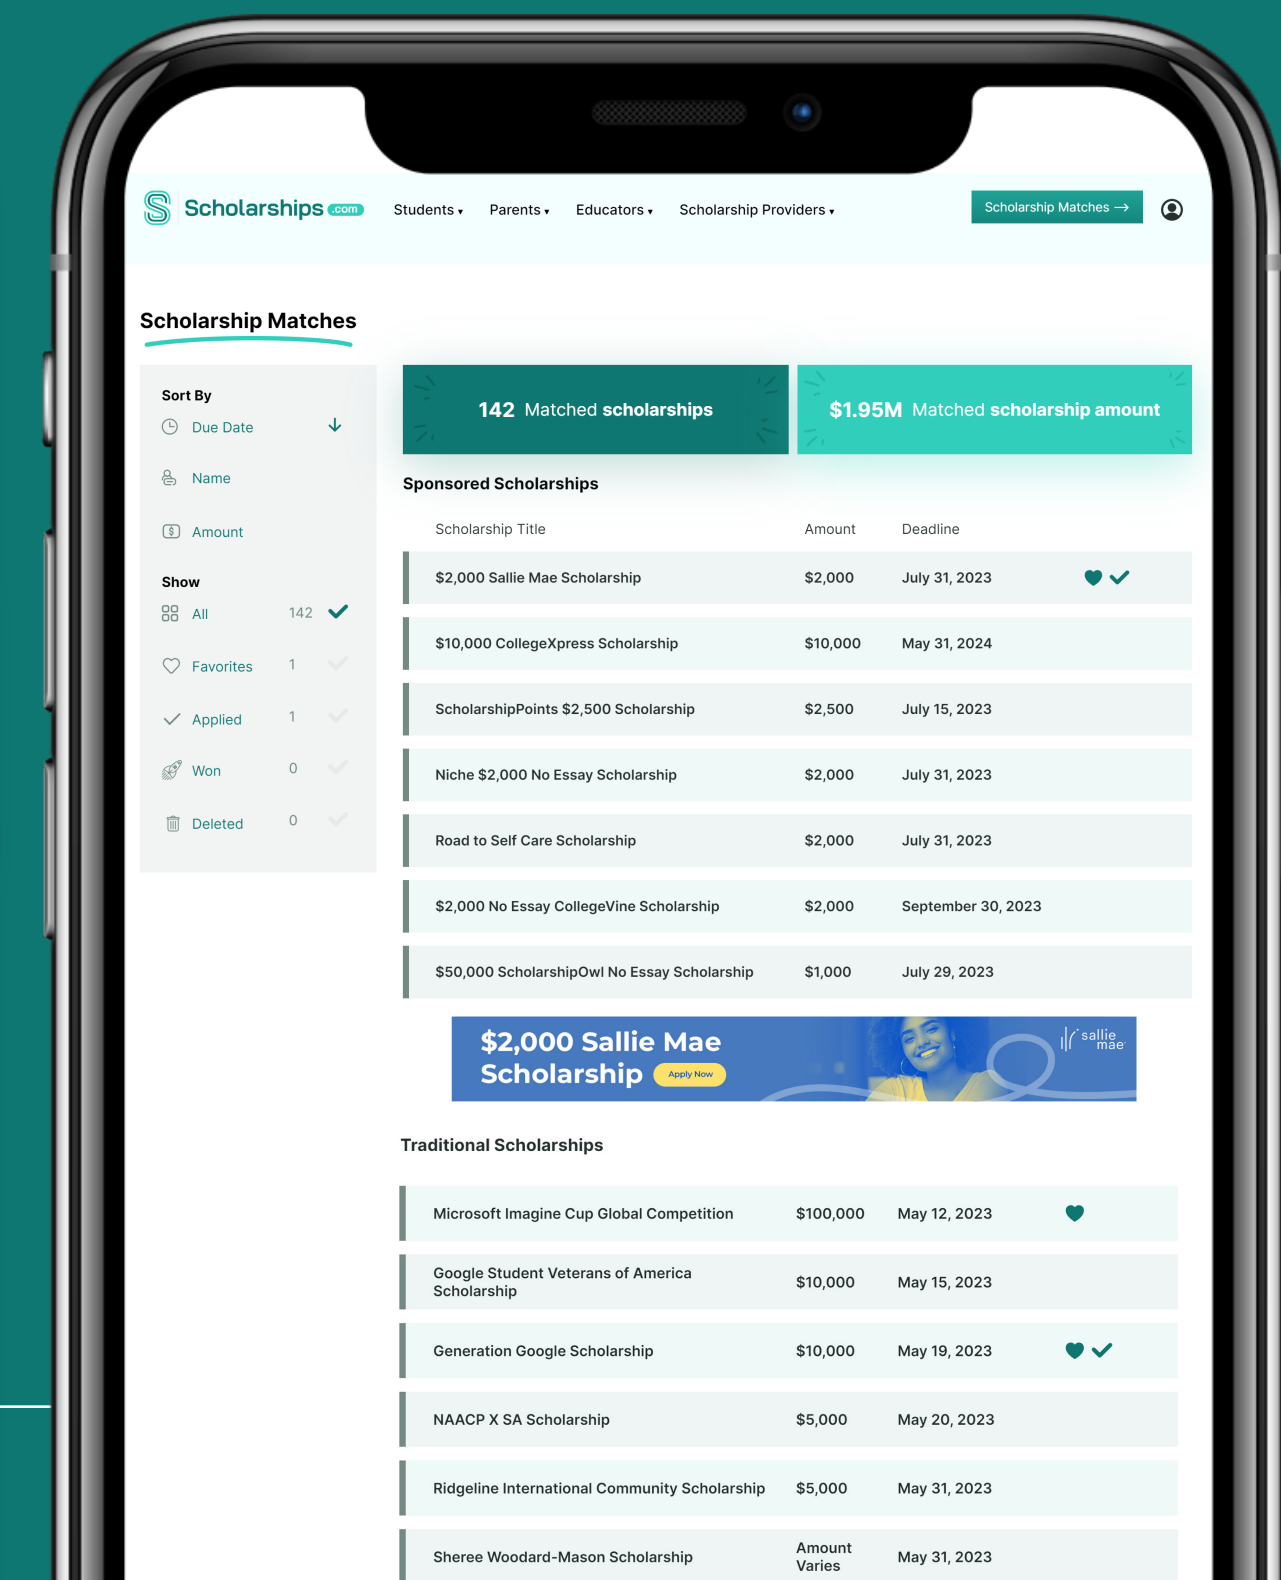 Scholarships .com
Students ▾ Parents ▾ Educators ▾ Scholarship Providers ▾ Scholarship Matches →
Scholarship Matches
Sort By
Due Date
Name
Amount
Show
All 142
Favorites 1
Applied 1
Won 0
Deleted 0
142 Matched scholarships
$1.95M Matched scholarship amount
Sponsored Scholarships
Scholarship Title Amount Deadline
$2,000 Sallie Mae Scholarship $2,000 July 31, 2023
$10,000 CollegeXpress Scholarship $10,000 May 31, 2024
ScholarshipPoints $2,500 Scholarship $2,500 July 15, 2023
Niche $2,000 No Essay Scholarship $2,000 July 31, 2023
Road to Self Care Scholarship $2,000 July 31, 2023
$2,000 No Essay CollegeVine Scholarship $2,000 September 30, 2023
$50,000 ScholarshipOwl No Essay Scholarship $1,000 July 29, 2023
$2,000 Sallie Mae
Scholarship Apply Now
sallie
mae
Traditional Scholarships
Microsoft Imagine Cup Global Competition $100,000 May 12, 2023
Google Student Veterans of America
Scholarship $10,000 May 15, 2023
Generation Google Scholarship $10,000 May 19, 2023
NAACP X SA Scholarship $5,000 May 20, 2023
Ridgeline International Community Scholarship $5,000 May 31, 2023
Sheree Woodard-Mason Scholarship Amount
Varies May 31, 2023